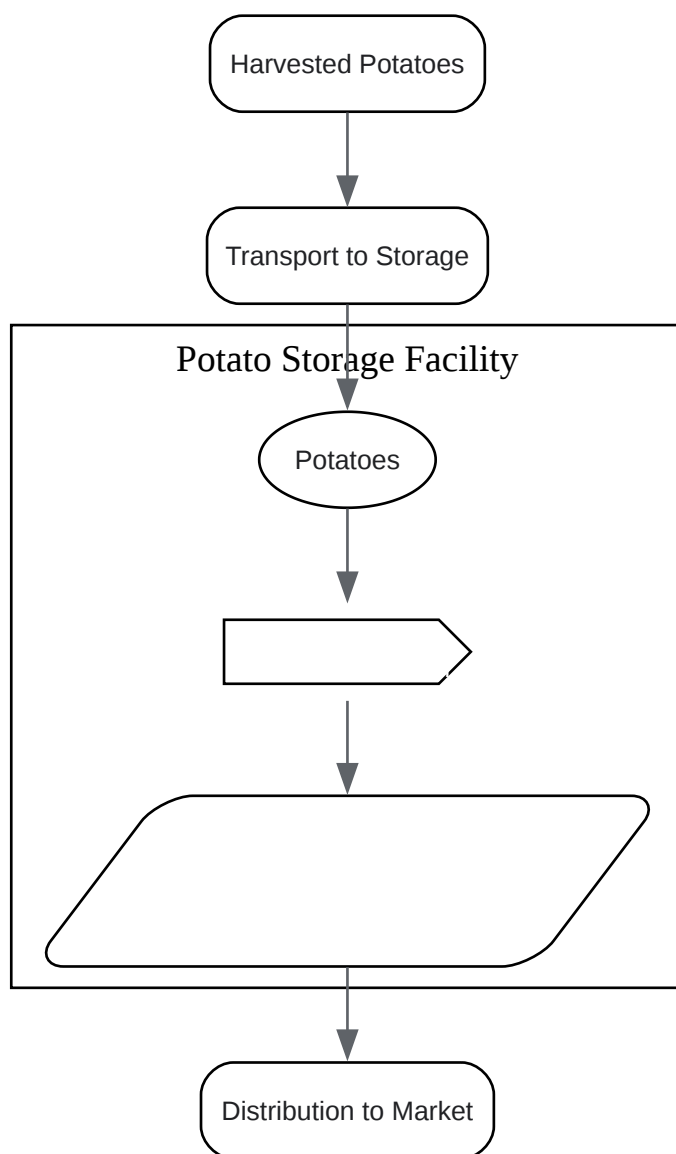 Harvested Potatoes
Transport to Storage
Potato Storage Facility
Potatoes
Distribution to Market